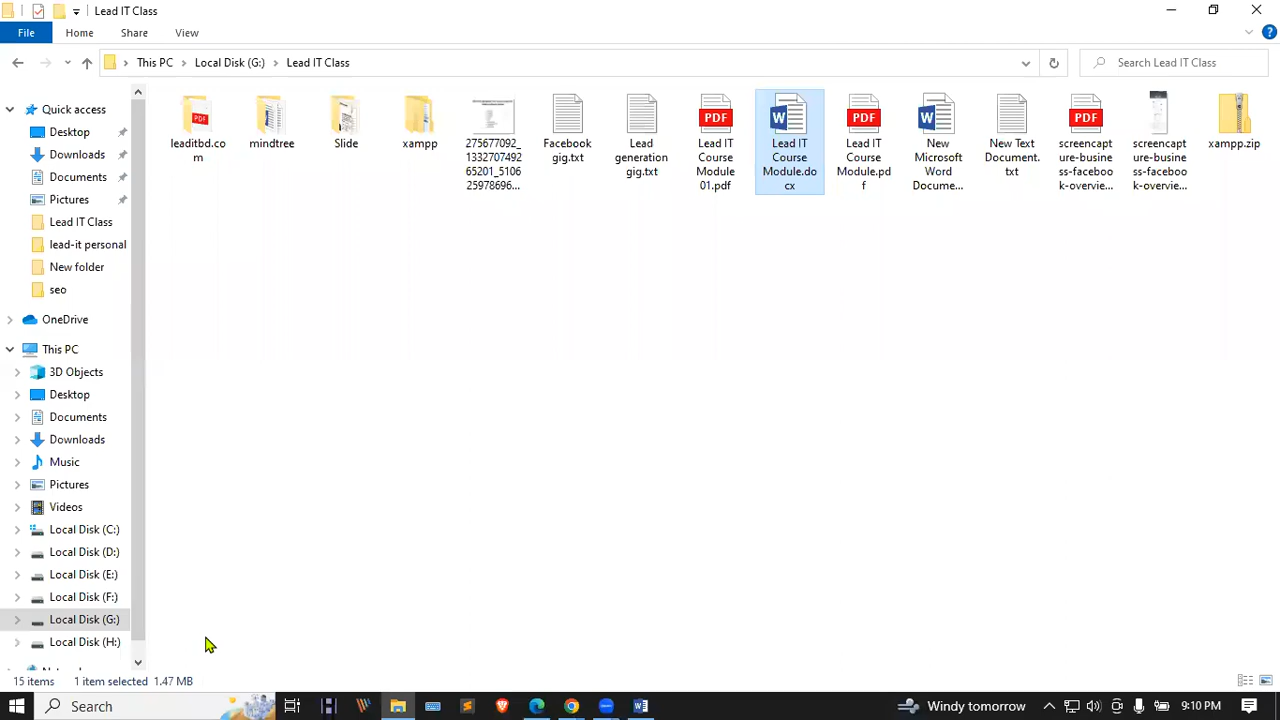 Lead IT Class
File
Home
Share
View
This PC
Local Disk (G:)
Lead IT Class
Search Lead IT Class
Quick access
Desktop
Downloads
Documents
Pictures
Lead IT Class
lead-it personal
New folder
seo
OneDrive
This PC
3D Objects
Desktop
Documents
Downloads
Music
Pictures
Videos
Local Disk (C:)
Local Disk (D:)
Local Disk (E:)
Local Disk (F:)
Local Disk (G:)
Local Disk (H:)
PDF
leaditbd.co
m
mindtree
Slide
xampp
275677092_
1332707492
65201_5106
25978696...
Facebook
gig.txt
Lead
generation
gig.txt
PDF
Lead IT
Course
Module
01.pdf
W
Lead IT
Course
Module.do
cx
PDF
Lead IT
Course
Module.pd
f
W
New
Microsoft
Word
Docume...
New Text
Document.
txt
PDF
screencapt
ure-busine
ss-faceboo
k-overvie...
screencapt
ure-busine
ss-faceboo
k-overvie...
xampp.zip
15 items
1 item selected 1.47 MB
Search
Windy tomorrow
9:10 PM